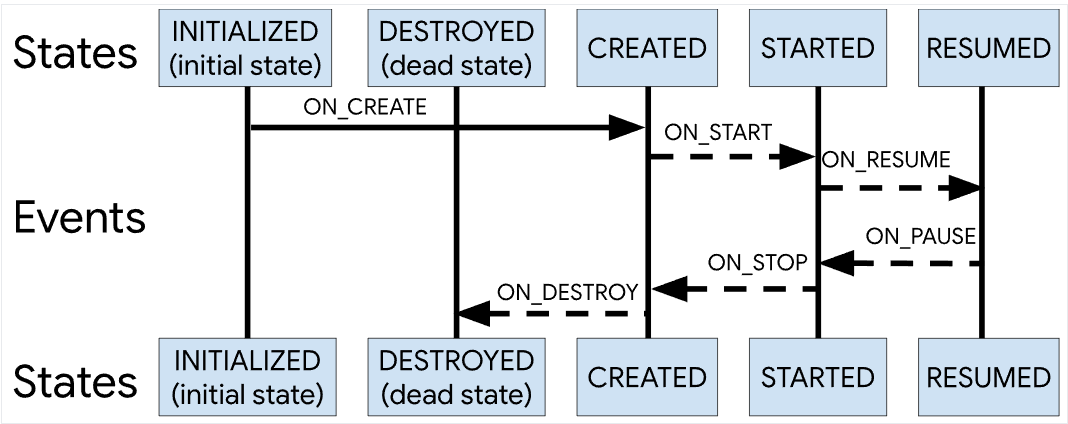 States
INITIALIZED
(initial state)
DESTROYED
(dead state)
CREATED
STARTED
RESUMED
ON_CREATE
ON_START
ON_RESUME
Events
ON_PAUSE
ON_STOP
ON_DESTROY
States
INITIALIZED
(initial state)
DESTROYED
(dead state)
CREATED
STARTED
RESUMED